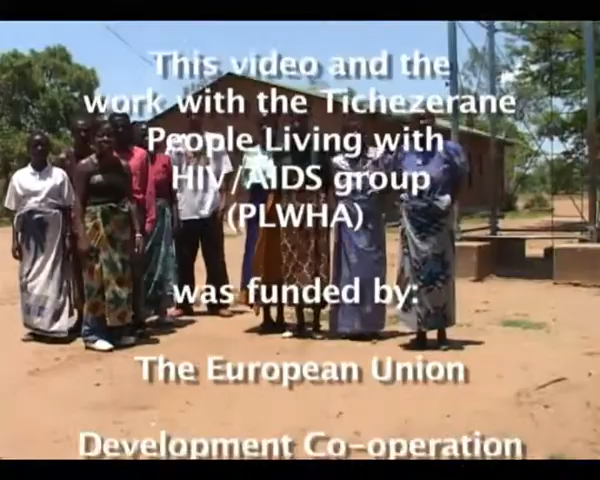 This video and the
work with the Tichezerane
People Living with
HIV/AIDS group
(PLWHA)
was funded by:
The European Union
Development Co-operation